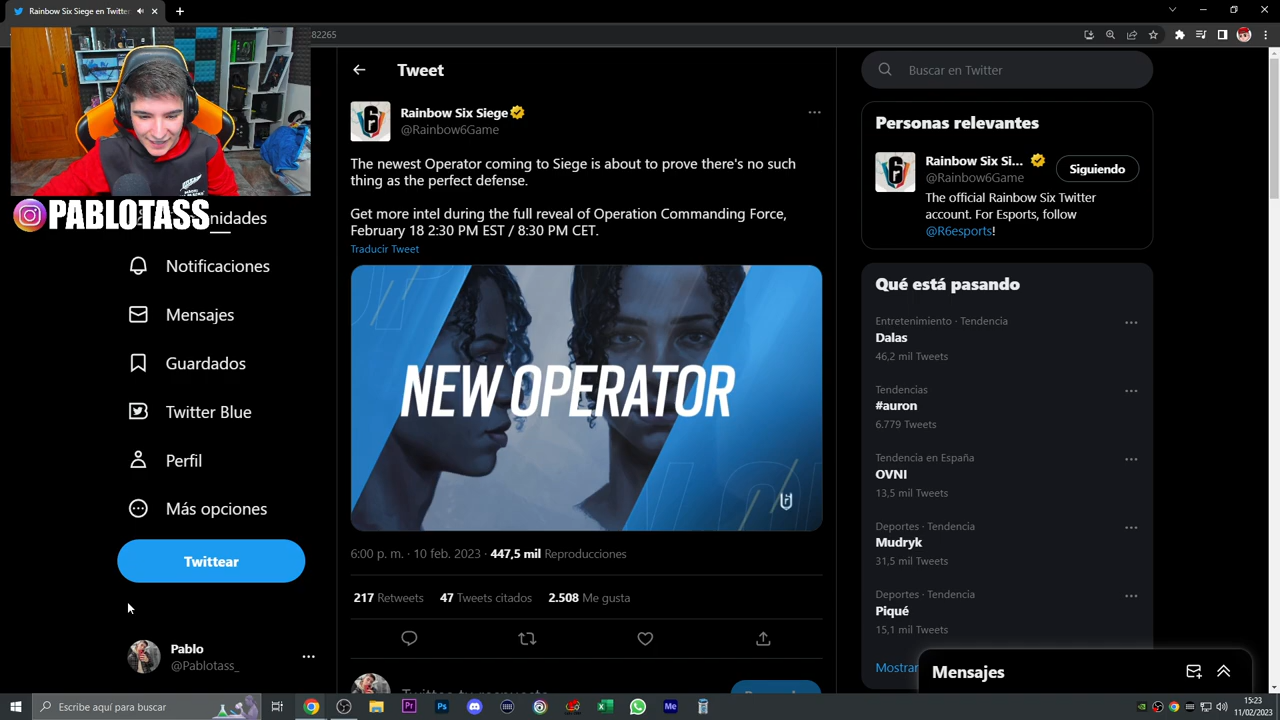 Rainbow Six Siege en Twitter
82265
PABLOTASS
nidades
Notificaciones
Mensajes
Guardados
Twitter Blue
Perfil
Más opciones
Twittear
Pablo
@Pablotass_
Tweet
Rainbow Six Siege
@Rainbow6Game
The newest Operator coming to Siege is about to prove there's no such
thing as the perfect defense.
Get more intel during the full reveal of Operation Commanding Force,
February 18 2:30 PM EST / 8:30 PM CET.
Traducir Tweet
NEW OPERATOR
6:00 p. m. · 10 feb. 2023 · 447,5 mil Reproducciones
217 Retweets 47 Tweets citados 2.508 Me gusta
Buscar en Twitter
Personas relevantes
Rainbow Six Si...
@Rainbow6Game
Siguiendo
The official Rainbow Six Twitter
account. For Esports, follow
@R6esports!
Qué está pasando
Entretenimiento · Tendencia
Dalas
46,2 mil Tweets
Tendencias
#auron
6.779 Tweets
Tendencia en España
OVNI
13,5 mil Tweets
Deportes · Tendencia
Mudryk
31,5 mil Tweets
Deportes · Tendencia
Piqué
15,1 mil Tweets
Mostrar
Mensajes
Escribe aquí para buscar
15:23
11/02/2023